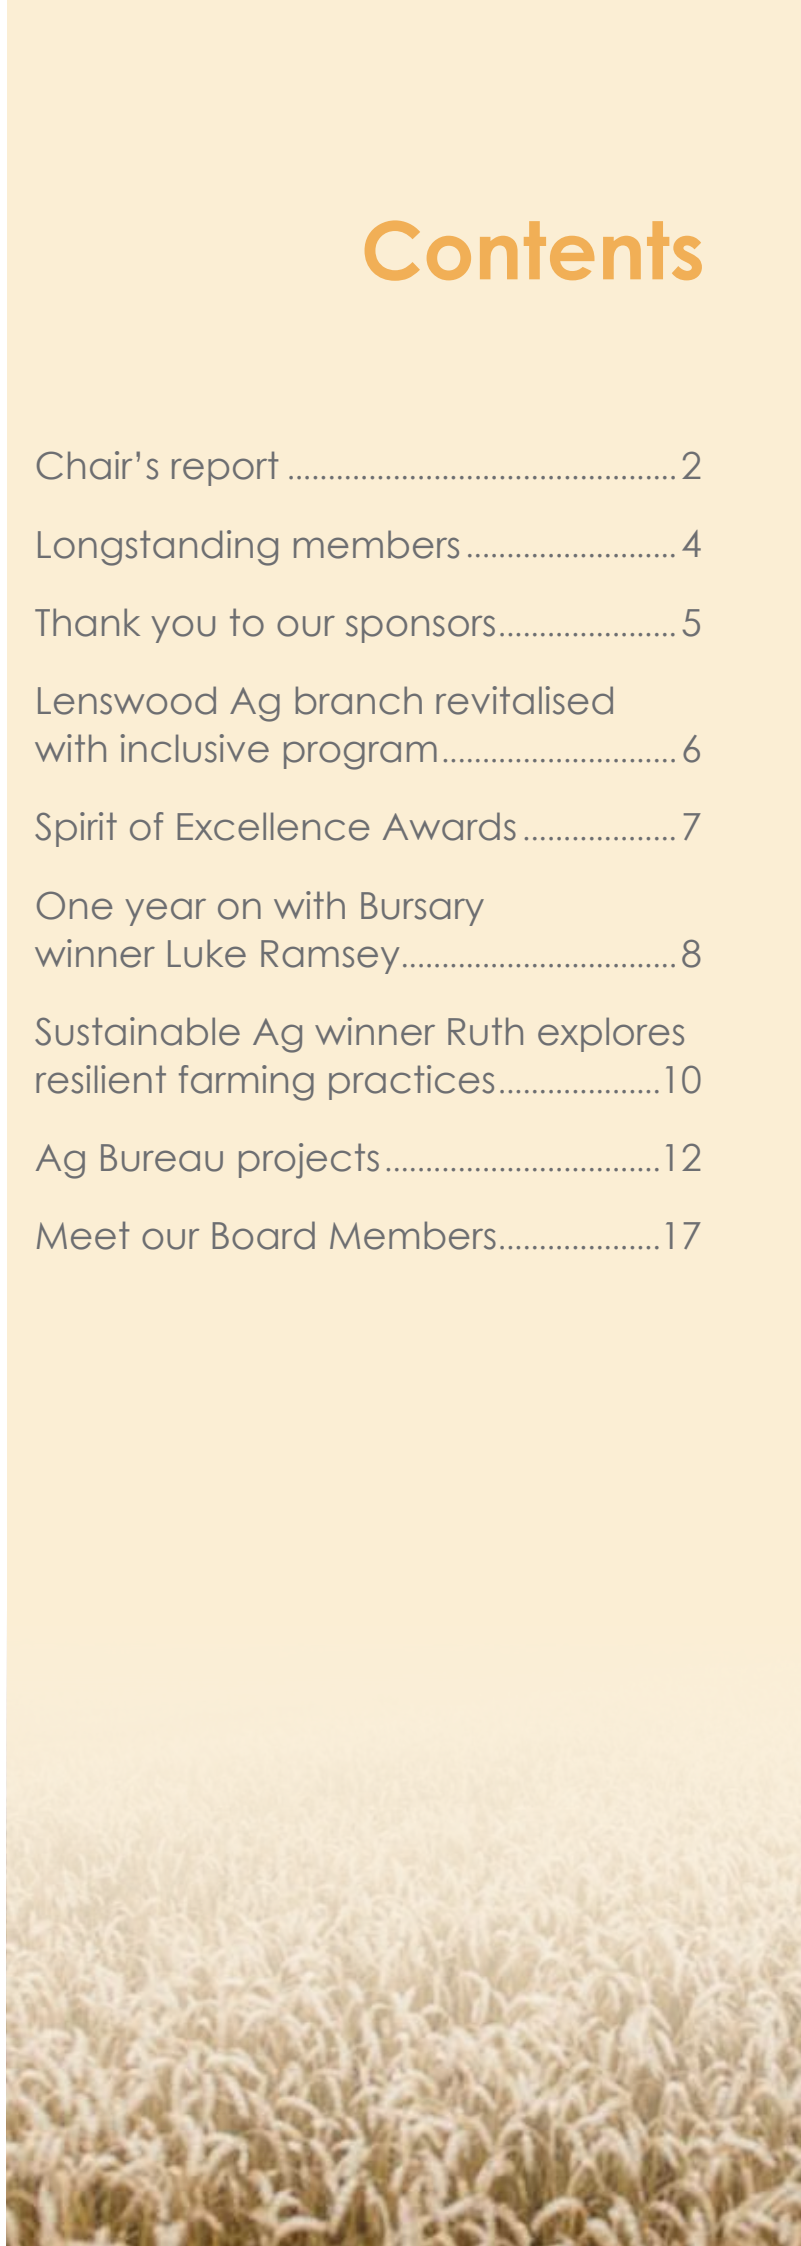 Contents
Chair’s report ................................................ 2
Longstanding members .......................... 4
Thank you to our sponsors...................... 5
Lenswood Ag branch revitalised
with inclusive program............................. 6
Spirit of Excellence Awards ................... 7
One year on with Bursary
winner Luke Ramsey.................................. 8
Sustainable Ag winner Ruth explores
resilient farming practices....................10
Ag Bureau projects ..................................12
Meet our Board Members....................17